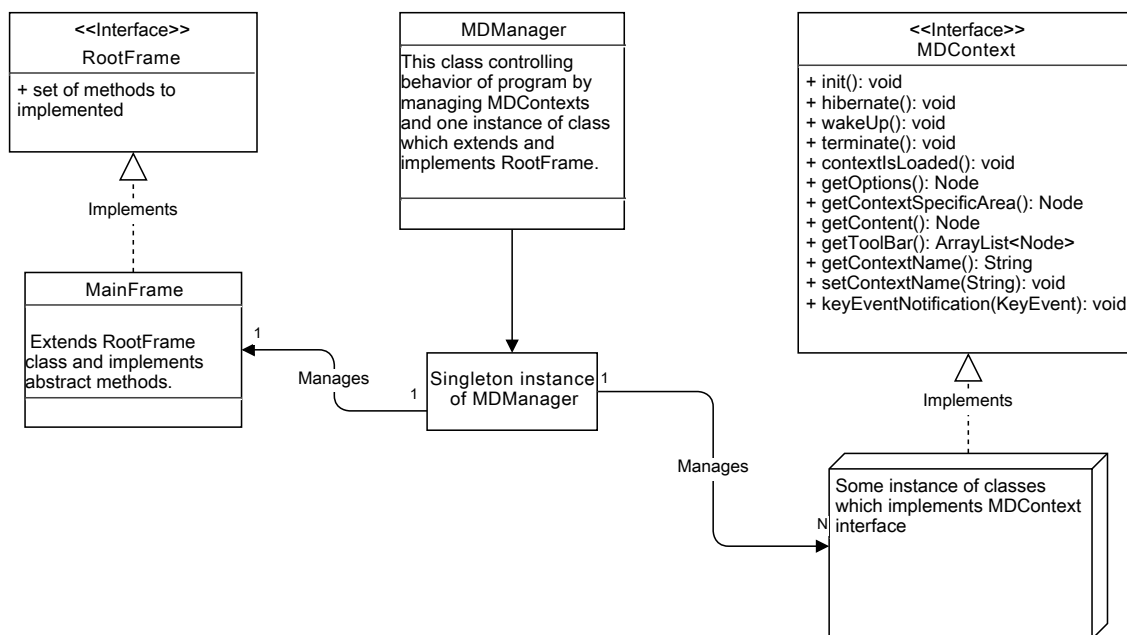 <<Interface>>
RootFrame
+ set of methods to
implemented
Implements
MainFrame
Extends RootFrame
class and implements
abstract methods.
MDManager
This class controlling
behavior of program by
managing MDContexts
and one instance of class
which extends and
implements RootFrame.
1
Manages
1
Singleton instance
of MDManager
1
Manages
N
<<Interface>>
MDContext
+ init(): void
+ hibernate(): void
+ wakeUp(): void
+ terminate(): void
+ contextIsLoaded(): void
+ getOptions(): Node
+ getContextSpecificArea(): Node
+ getContent(): Node
+ getToolBar(): ArrayList<Node>
+ getContextName(): String
+ setContextName(String): void
+ keyEventNotification(KeyEvent): void
Implements
Some instance of classes
which implements MDContext
interface